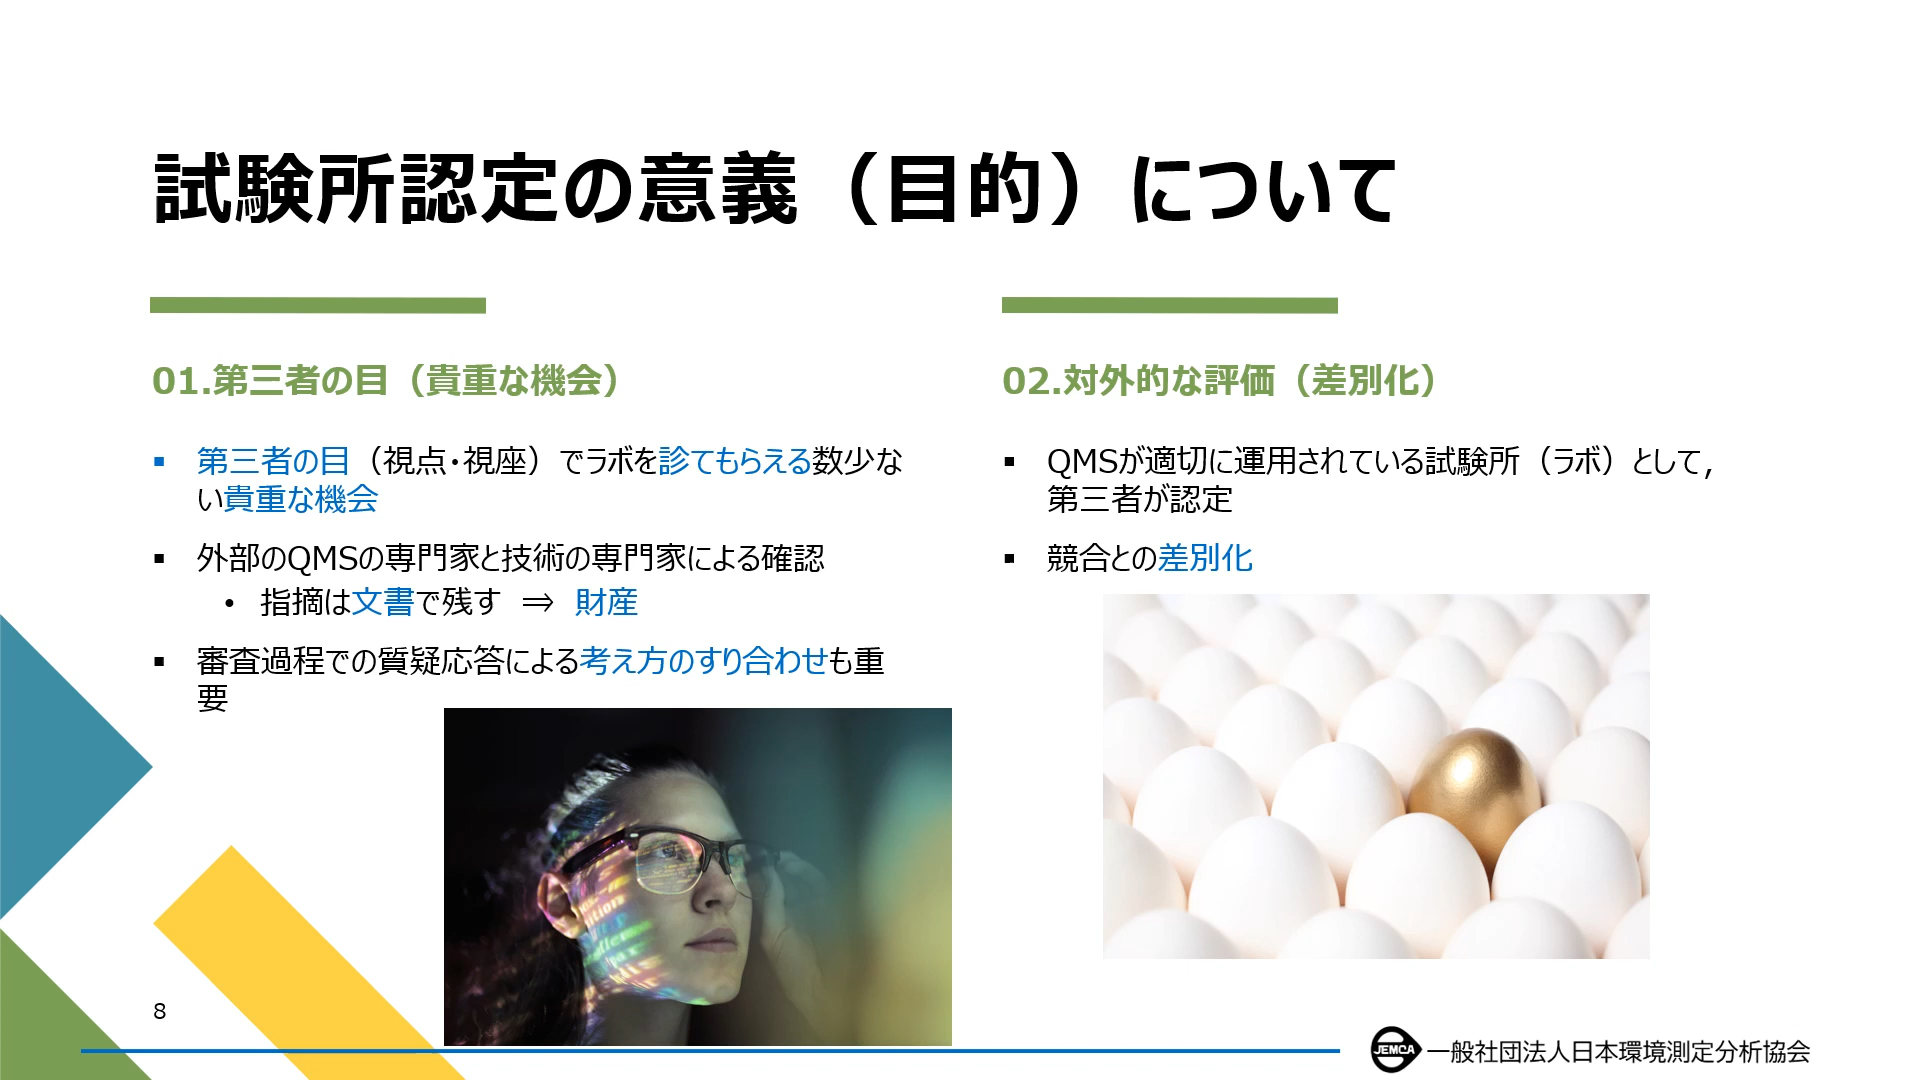 試験所認定の意義（目的）について
01.第三者の目（貴重な機会）
第三者の目（視点・視座）でラボを診てもらえる数少な
い貴重な機会
外部のQMSの専門家と技術の専門家による確認
指摘は文書で残す　⇒　財産
審査過程での質疑応答による考え方のすり合わせも重
要
02.対外的な評価（差別化）
QMSが適切に運用されている試験所（ラボ）として,
第三者が認定
競合との差別化
8
JEMCA 一般社団法人日本環境測定分析協会